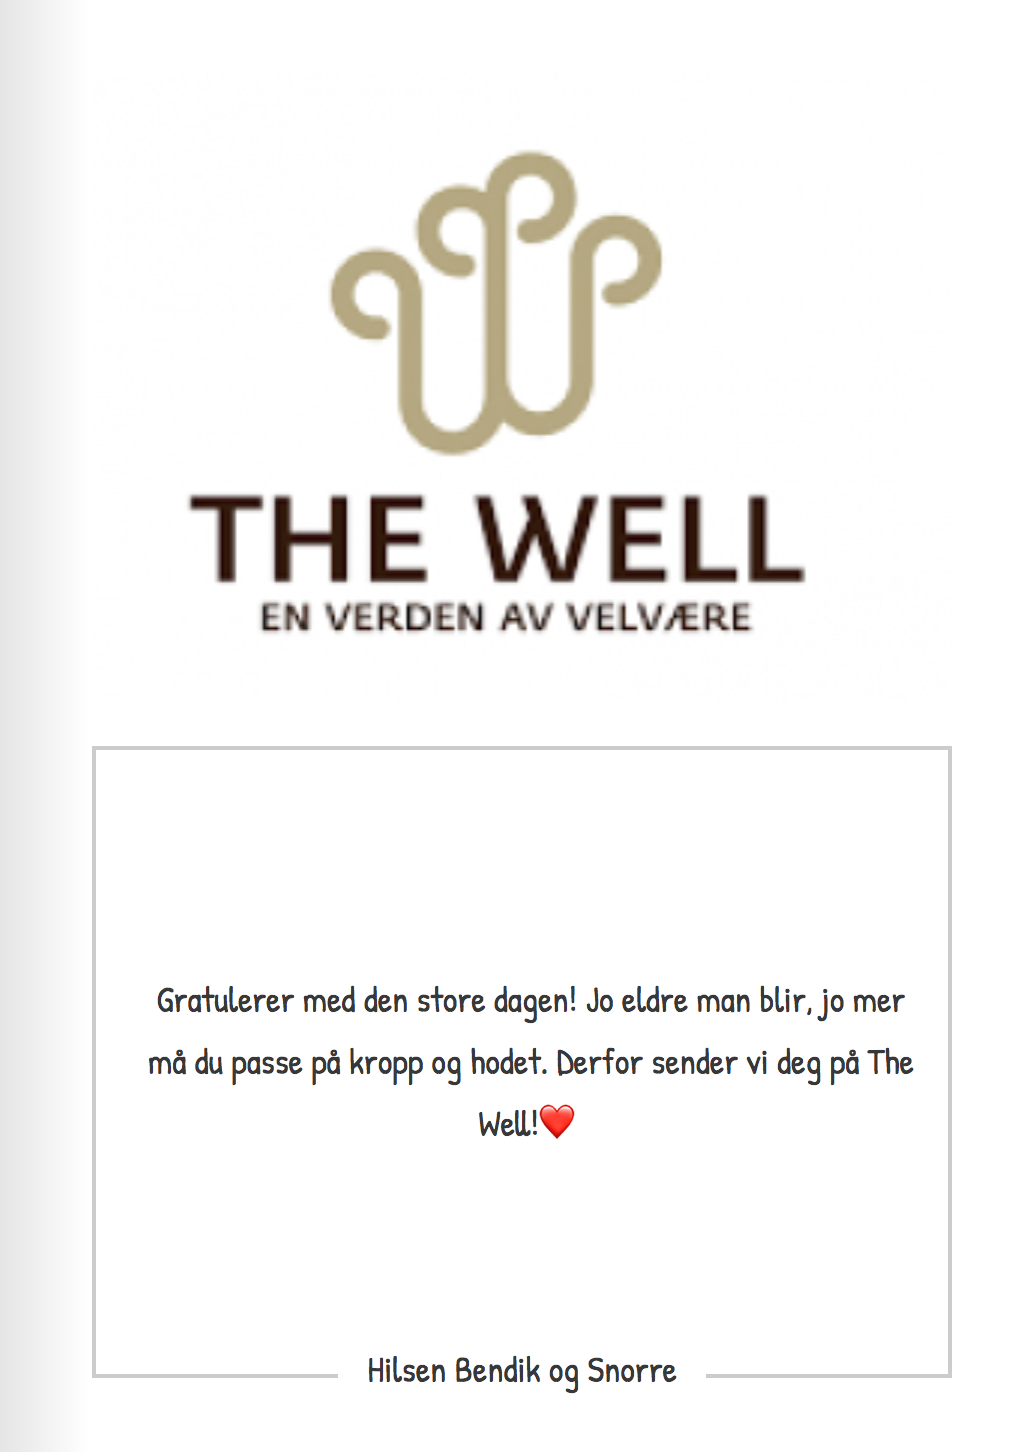 THE WELL
EN VERDEN AV VELVÆRE
Gratulerer med den store dagen! Jo eldre man blir, jo mer
må du passe på kropp og hodet. Derfor sender vi deg på The
Well!❤️
Hilsen Bendik og Snorre